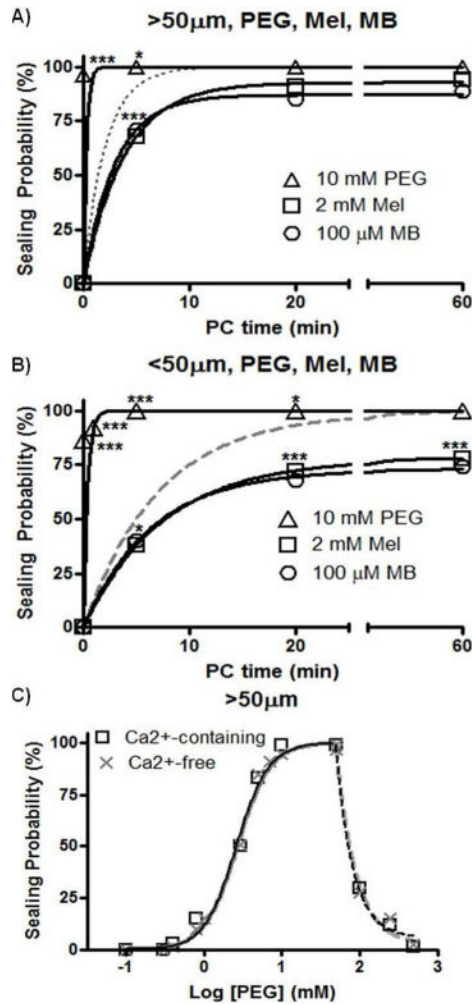 A)
>50μm, PEG, Mel, MB
Sealing Probability (%)
100
75
50
25
0
***
*
***
10 mM PEG
2 mM Mel
100 μM MB
0 10 20 60
PC time (min)
B)
<50μm, PEG, Mel, MB
Sealing Probability (%)
100
75
50
25
0
***
*
***
***
***
***
*
10 mM PEG
2 mM Mel
100 μM MB
0 10 20 60
PC time (min)
C)
>50μm
Sealing Probability (%)
100
75
50
25
0
Ca2+-containing
Ca2+-free
-1 0 1 2 3
Log [PEG] (mM)